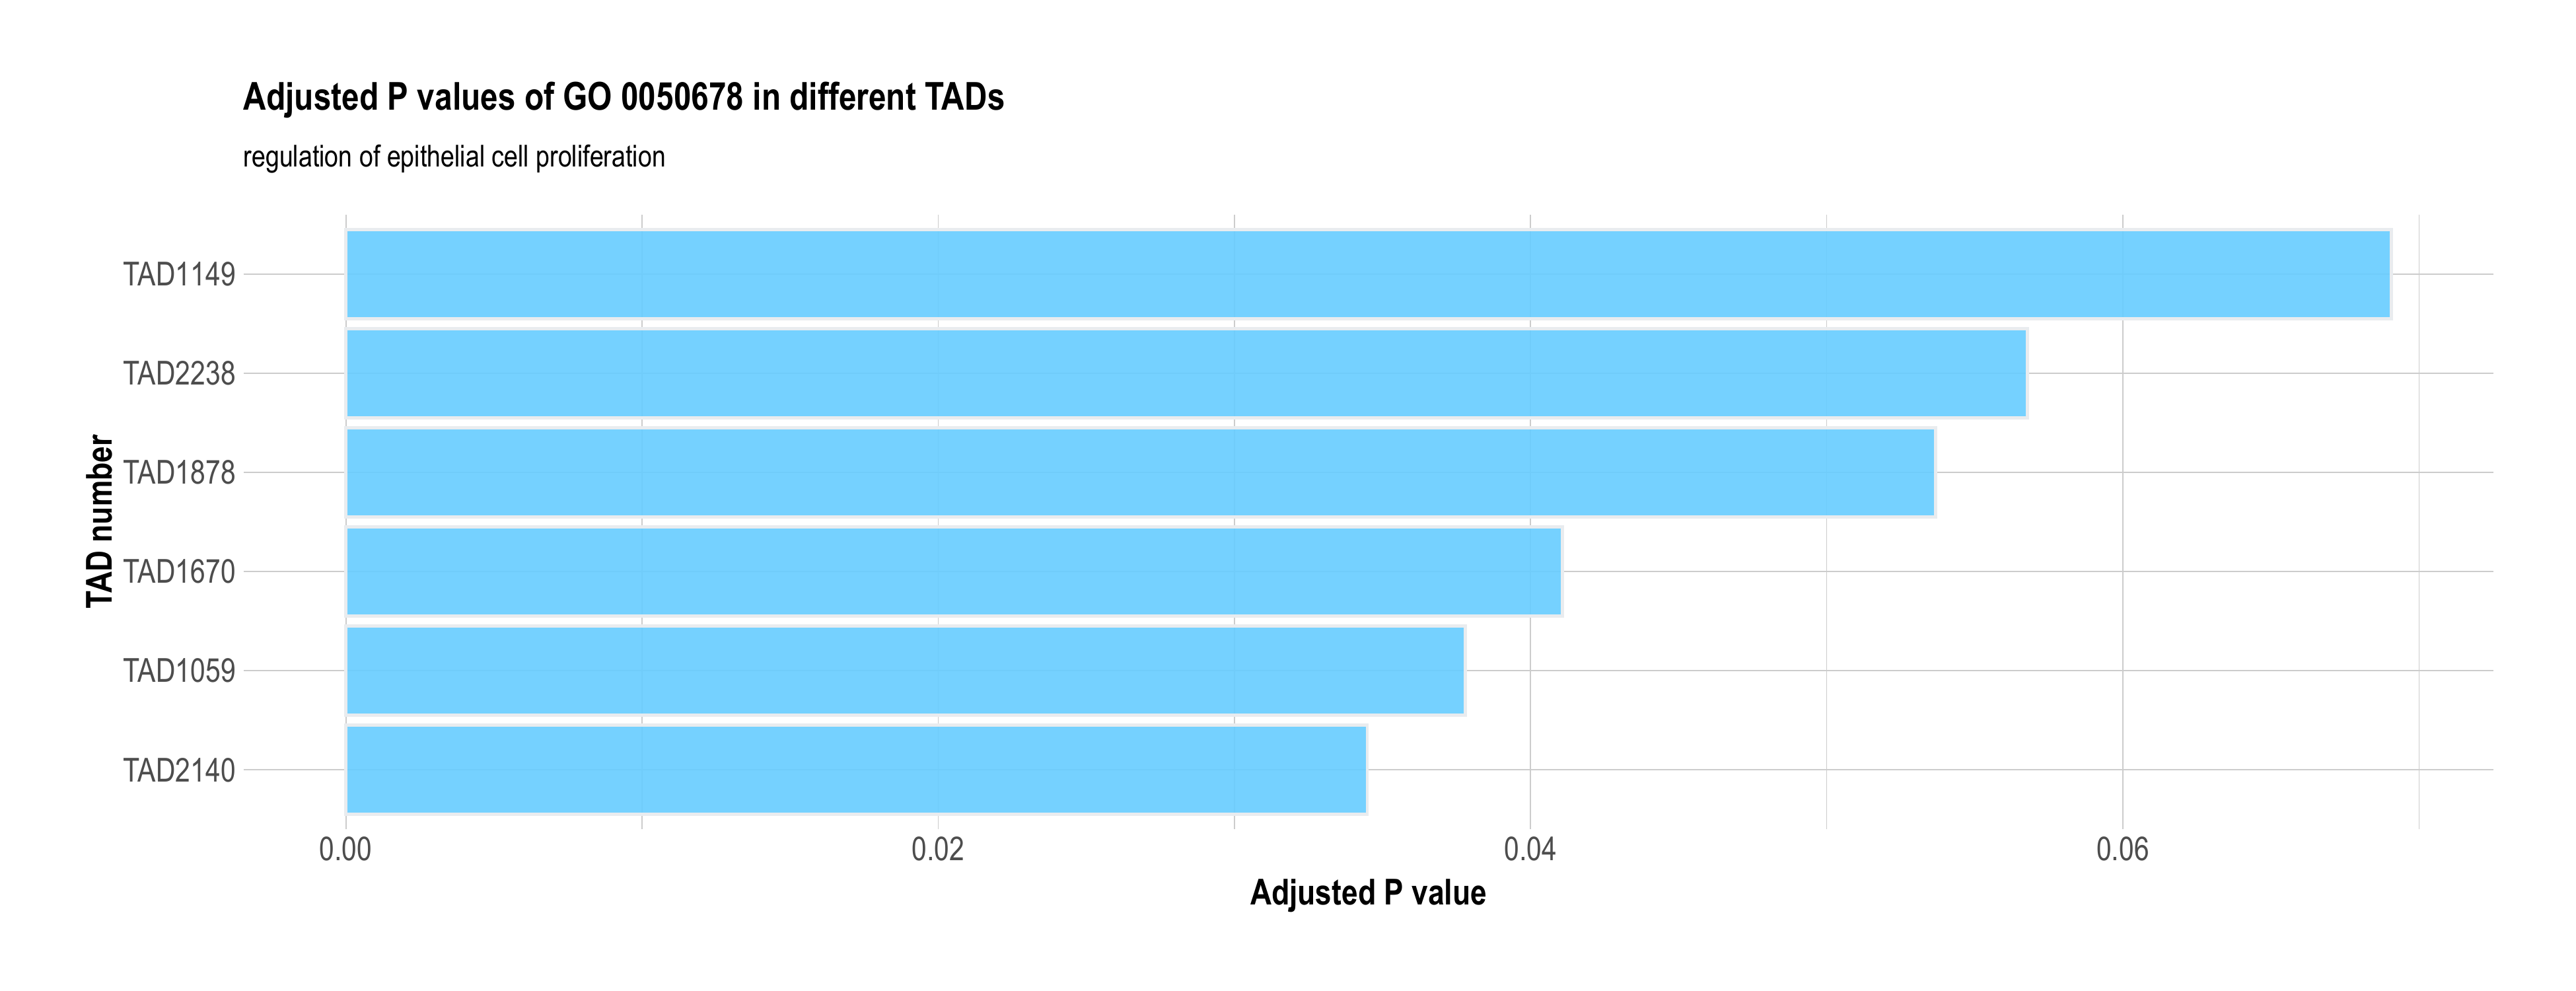 Adjusted P values of GO 0050678 in different TADs
regulation of epithelial cell proliferation
TAD number
TAD1149
TAD2238
TAD1878
TAD1670
TAD1059
TAD2140
0.00 0.02 0.04 0.06
Adjusted P value